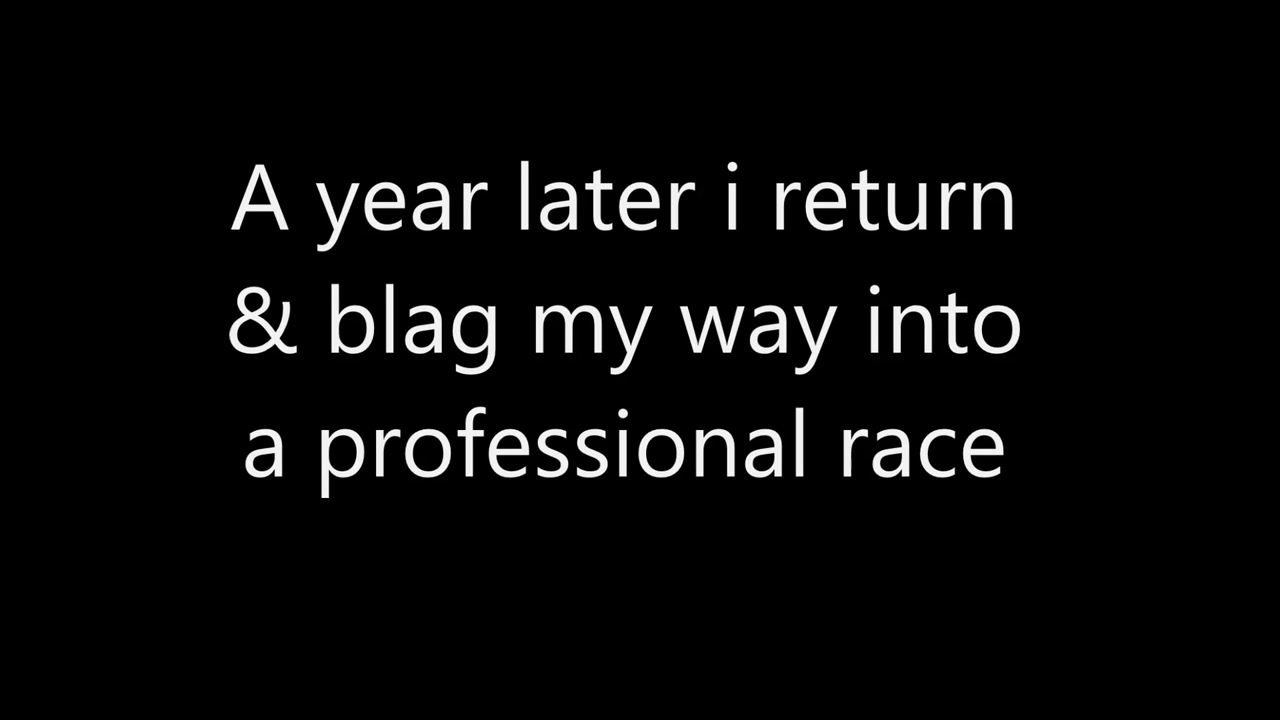 A year later i return
& blag my way into
a professional race